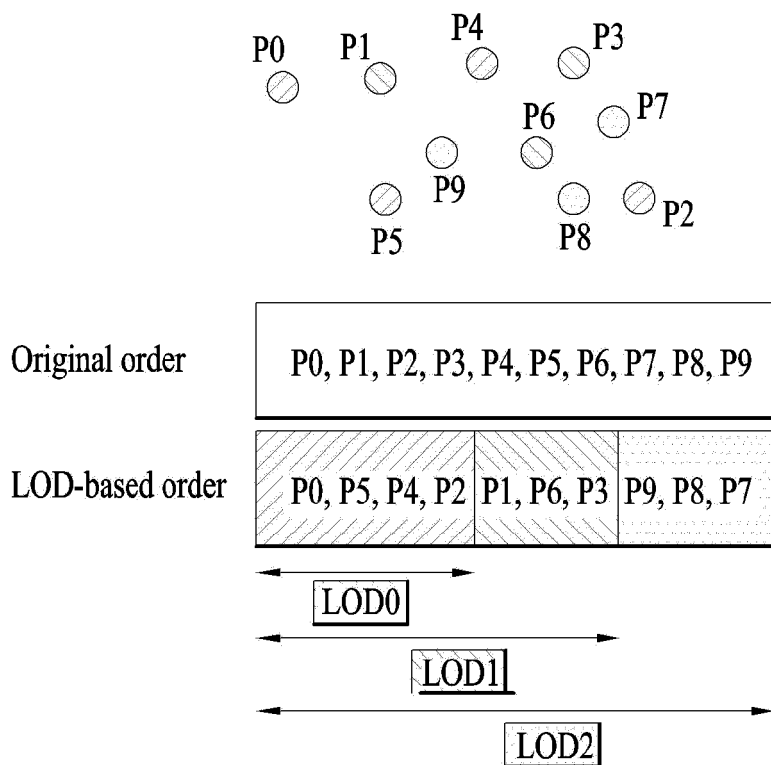 P0 P1 P4 P3
P7
P6
P9
P5 P8 P2
Original order P0, P1, P2, P3, P4, P5, P6, P7, P8, P9
LOD-based order P0, P5, P4, P2, P1, P6, P3, P9, P8, P7
LOD0
LOD1
LOD2